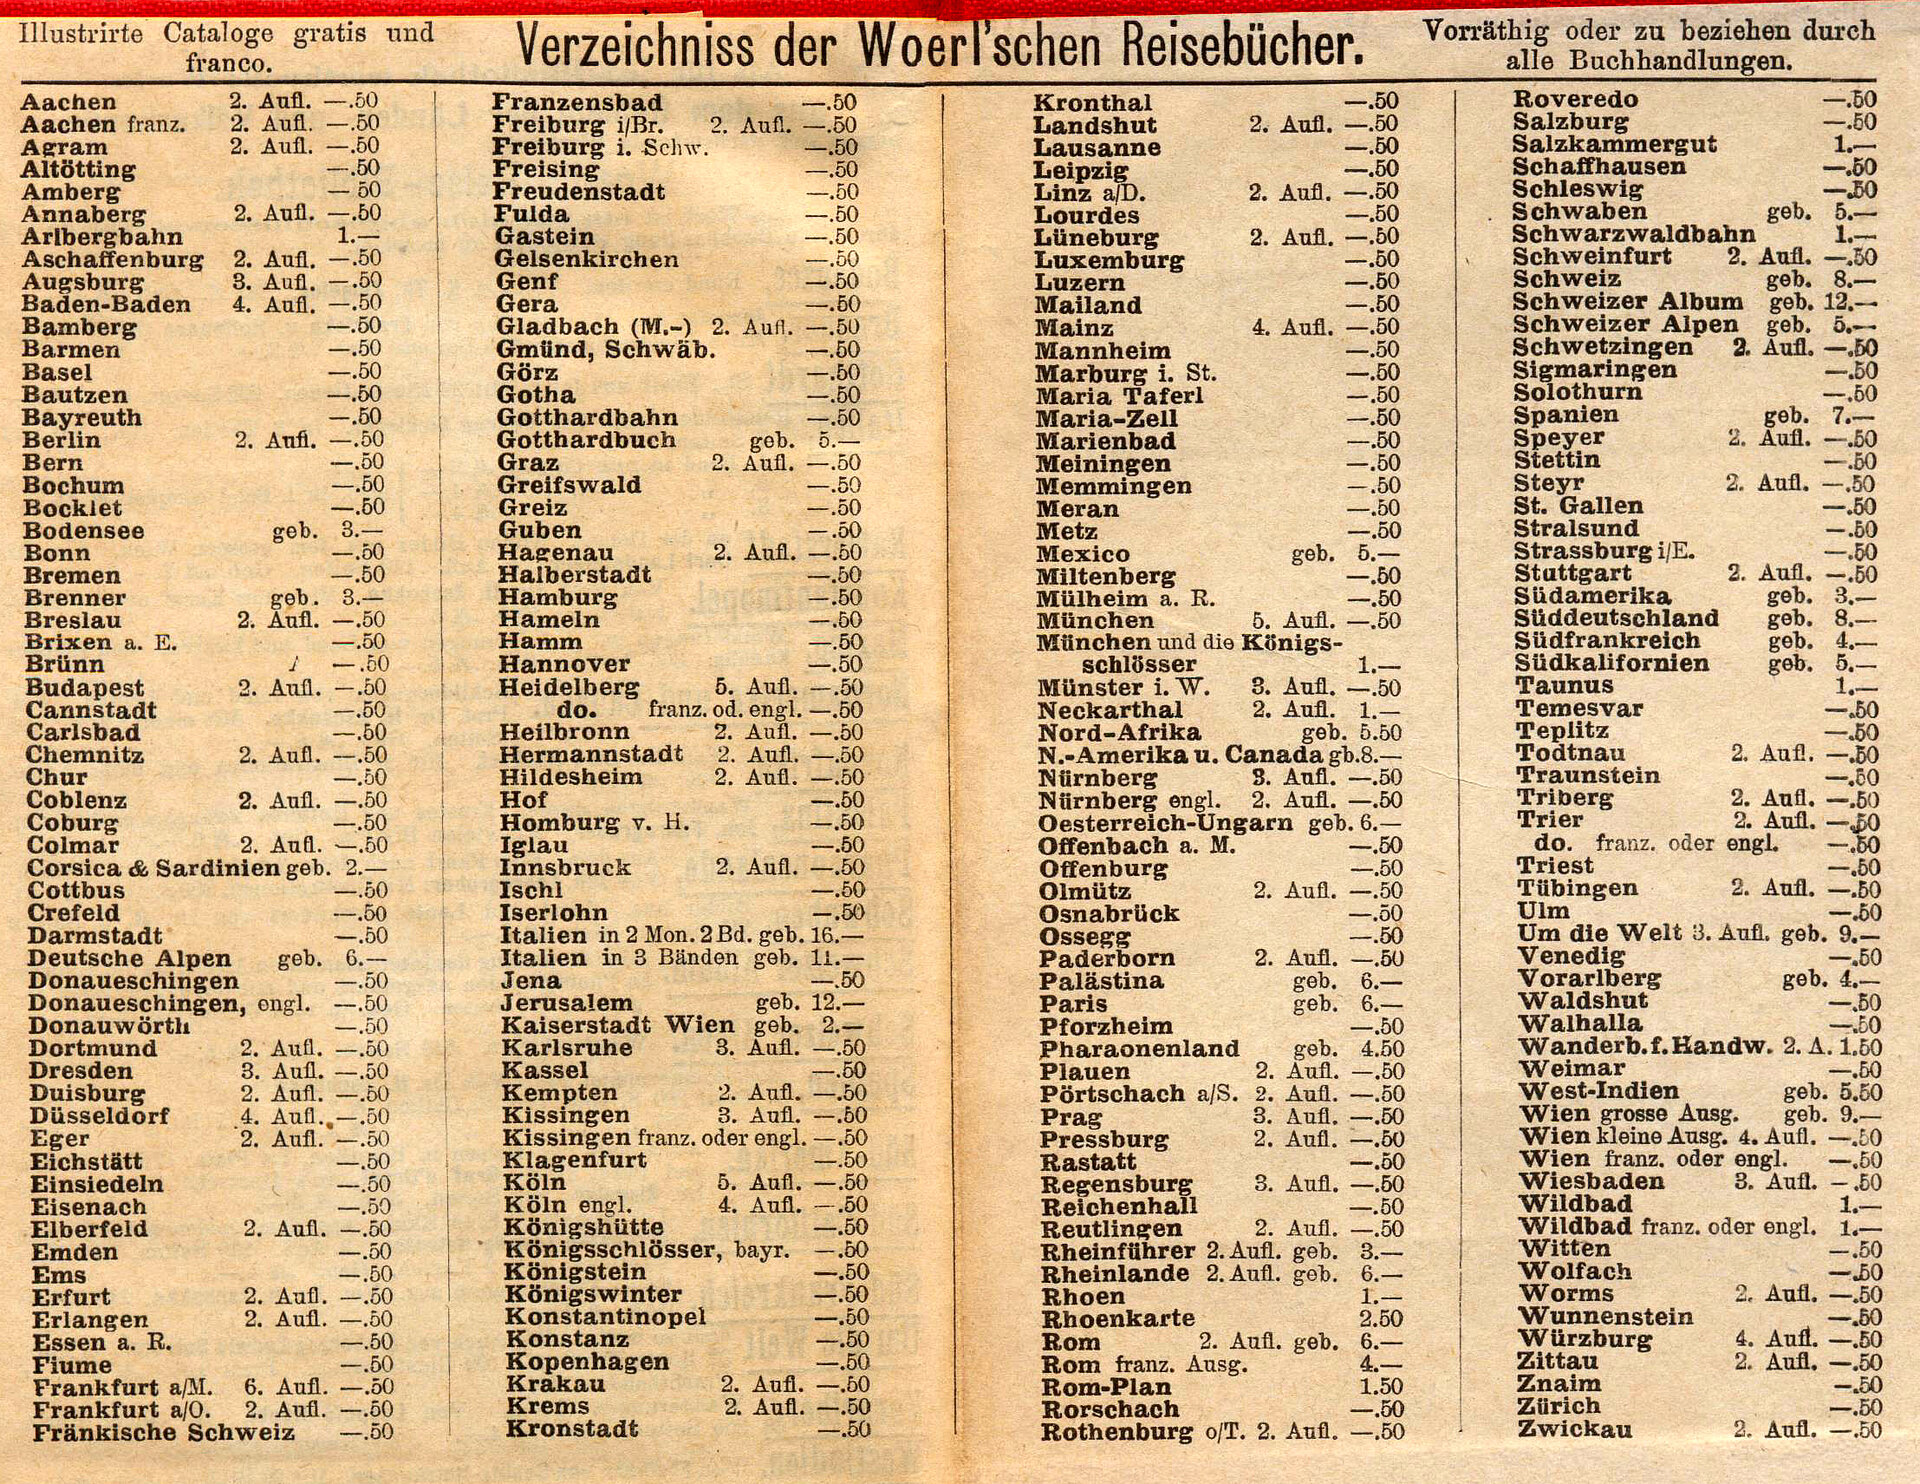 Illustrirte Cataloge gratis und
franco.
Verzeichniss der Woerl'schen Reisebücher.
Vorräthig oder zu beziehen durch
alle Buchhandlungen.
Aachen 2. Aufl. —.50
Aachen franz. 2. Aufl. —.50
Agram 2. Aufl. —.50
Altötting —.50
Amberg —50
Annaberg 2. Aufl. —.50
Arlbergbahn 1.—
Aschaffenburg 2. Aufl. —.50
Augsburg 3. Aufl. —.50
Baden-Baden 4. Aufl. —.50
Bamberg —.50
Barmen —.50
Basel —.50
Bautzen —.50
Bayreuth —.50
Berlin 2. Aufl. —.50
Bern —.50
Bochum —.50
Bocklet —.50
Bodensee geb. 3.—
Bonn —.50
Bremen —.50
Brenner geb. 3.—
Breslau 2. Aufl. —.50
Brixen a. E. —.50
Brünn —.50
Budapest 2. Aufl. —.50
Cannstadt —.50
Carlsbad —.50
Chemnitz 2. Aufl. —.50
Chur —.50
Coblenz 2. Aufl. —.50
Coburg —.50
Colmar 2. Aufl. —.50
Corsica & Sardinien geb. 2.—
Cottbus —.50
Crefeld —.50
Darmstadt —.50
Deutsche Alpen geb. 6.—
Donaueschingen —.50
Donaueschingen, engl. —.50
Donauwörth —.50
Dortmund 2. Aufl. —.50
Dresden 3. Aufl. —.50
Duisburg 2. Aufl. —.50
Düsseldorf 4. Aufl. —.50
Eger 2. Aufl. —.50
Eichstätt —.50
Einsiedeln —.50
Eisenach —.50
Elberfeld 2. Aufl. —.50
Emden —.50
Ems —.50
Erfurt 2. Aufl. —.50
Erlangen 2. Aufl. —.50
Essen a. R. —.50
Fiume —.50
Frankfurt a/M. 6. Aufl. —.50
Frankfurt a/O. 2. Aufl. —.50
Fränkische Schweiz —.50
Franzensbad —.50
Freiburg i/Br. 2. Aufl. —.50
Freiburg i. Schw. —.50
Freising —.50
Freudenstadt —.50
Fulda —.50
Gastein —.50
Gelsenkirchen —.50
Genf —.50
Gera —.50
Gladbach (M.-) 2. Aufl. —.50
Gmünd, Schwäb. —.50
Görz —.50
Gotha —.50
Gotthardbahn —.50
Gotthardbuch geb. 5.—
Graz 2. Aufl. —.50
Greifswald —.50
Greiz —.50
Guben —.50
Hagenau 2. Aufl. —.50
Halberstadt —.50
Hamburg —.50
Hameln —.50
Hamm —.50
Hannover —.50
Heidelberg 5. Aufl. —.50
do. franz. od. engl. —.50
Heilbronn 2. Aufl. —.50
Hermannstadt 2. Aufl. —.50
Hildesheim 2. Aufl. —.50
Hof —.50
Homburg v. H. —.50
Iglau —.50
Innsbruck 2. Aufl. —.50
Ischl —.50
Iserlohn —.50
Italien in 2 Mon. 2 Bd. geb. 16.—
Italien in 3 Bänden geb. 11.—
Jena —.50
Jerusalem geb. 12.—
Kaiserstadt Wien geb. 2.—
Karlsruhe 3. Aufl. —.50
Kassel —.50
Kempten 2. Aufl. —.50
Kissingen 3. Aufl. —.50
Kissingen franz. oder engl. —.50
Klagenfurt —.50
Köln 5. Aufl. —.50
Köln engl. 4. Aufl. —.50
Königshütte —.50
Königsschlösser, bayr. —.50
Königstein —.50
Königswinter —.50
Konstantinopel —.50
Konstanz —.50
Kopenhagen —.50
Krakau 2. Aufl. —.50
Krems 2. Aufl. —.50
Kronstadt —.50
Kronthal —.50
Landshut 2. Aufl. —.50
Lausanne —.50
Leipzig —.50
Linz a/D. 2. Aufl. —.50
Lourdes —.50
Lüneburg 2. Aufl. —.50
Luxemburg —.50
Luzern —.50
Mailand —.50
Mainz 4. Aufl. —.50
Mannheim —.50
Marburg i. St. —.50
Maria Taferl —.50
Maria-Zell —.50
Marienbad —.50
Meiningen —.50
Memmingen —.50
Meran —.50
Metz —.50
Mexico geb. 5.—
Miltenberg —.50
Mülheim a. R. —.50
München 5. Aufl. —.50
München und die Königs-
schlösser 1.—
Münster i. W. 3. Aufl. —.50
Neckarthal 2. Aufl. 1.—
Nord-Afrika geb. 5.50
N.-Amerika u. Canada gb. 8.—
Nürnberg 3. Aufl. —.50
Nürnberg engl. 2. Aufl. —.50
Oesterreich-Ungarn geb. 6.—
Offenbach a. M. —.50
Offenburg —.50
Olmütz 2. Aufl. —.50
Osnabrück —.50
Ossegg —.50
Paderborn 2. Aufl. —.50
Palästina geb. 6.—
Paris geb. 6.—
Pforzheim —.50
Pharaonenland geb. 4.50
Plauen 2. Aufl. —.50
Pörtschach a/S. 2. Aufl. —.50
Prag 3. Aufl. —.50
Pressburg 2. Aufl. —.50
Rastatt —.50
Regensburg 3. Aufl. —.50
Reichenhall —.50
Reutlingen 2. Aufl. —.50
Rheinführer 2. Aufl. geb. 3.—
Rheinlande 2. Aufl. geb. 6.—
Rhoen 1.—
Rhoenkarte 2.50
Rom 2. Aufl. geb. 6.—
Rom franz. Ausg. 4.—
Rom-Plan 1.50
Rorschach —.50
Rothenburg o/T. 2. Aufl. —.50
Roveredo —.50
Salzburg —.50
Salzkammergut 1.—
Schaffhausen —.50
Schleswig —.50
Schwaben geb. 5.—
Schwarzwaldbahn 1.—
Schweinfurt 2. Aufl. —.50
Schweiz geb. 8.—
Schweizer Album geb. 12.—
Schweizer Alpen geb. 5.—
Schwetzingen 2. Aufl. —.50
Sigmaringen —.50
Solothurn —.50
Spanien geb. 7.—
Speyer 2. Aufl. —.50
Stettin —.50
Steyr 2. Aufl. —.50
St. Gallen —.50
Stralsund —.50
Strassburg i/E. —.50
Stuttgart 2. Aufl. —.50
Südamerika geb. 3.—
Süddeutschland geb. 8.—
Südfrankreich geb. 4.—
Südkalifornien geb. 5.—
Taunus 1.—
Temesvar —.50
Teplitz —.50
Todtnau 2. Aufl. —.50
Traunstein —.50
Triberg 2. Aufl. —.50
Trier 2. Aufl. —.50
do. franz. oder engl. —.50
Triest —.50
Tübingen 2. Aufl. —.50
Ulm —.50
Um die Welt 3. Aufl. geb. 9.—
Venedig —.50
Vorarlberg geb. 4.—
Waldshut —.50
Walhalla —.50
Wanderb. f. Handw. 2. A. 1.50
Weimar —.50
West-Indien geb. 5.50
Wien grosse Ausg. geb. 9.—
Wien kleine Ausg. 4. Aufl. —.50
Wien franz. oder engl. —.50
Wiesbaden 3. Aufl. —.50
Wildbad 1.—
Wildbad franz. oder engl. 1.—
Witten —.50
Wolfach —.50
Worms 2. Aufl. —.50
Wunnenstein —.50
Würzburg 4. Aufl. —.50
Zittau 2. Aufl. —.50
Znaim —.50
Zürich —.50
Zwickau 2. Aufl. —.50